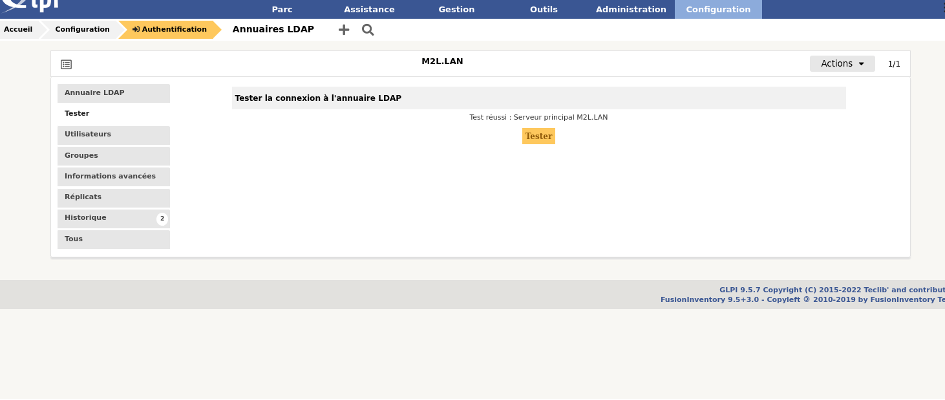 Glpi
Parc Assistance Gestion Outils Administration Configuration
Accueil Configuration Authentification Annuaires LDAP
M2L.LAN
Actions 1/1
Annuaire LDAP
Tester
Utilisateurs
Groupes
Informations avancées
Réplicats
Historique 2
Tous
Tester la connexion à l'annuaire LDAP
Test réussi : Serveur principal M2L.LAN
Tester
GLPI 9.5.7 Copyright (C) 2015-2022 Teclib' and contribut
FusionInventory 9.5+3.0 - Copyleft 🄯 2010-2019 by FusionInventory Te